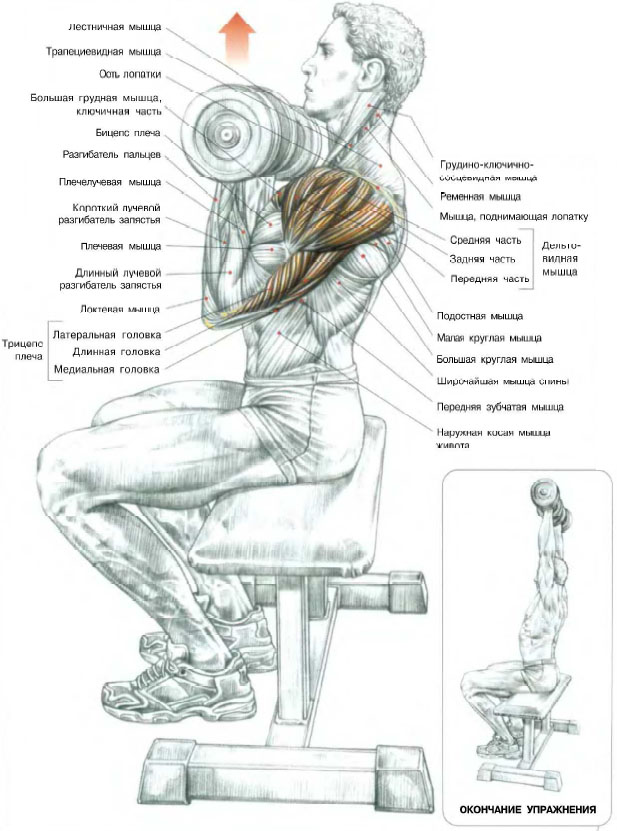 Лестничная мышца
Трапециевидная мышца
Ость лопатки
Большая грудная мышца,
ключичная часть
Бицепс плеча
Разгибатель пальцев
Плечелучевая мышца
Короткий лучевой
разгибатель запястья
Плечевая мышца
Длинный лучевой
разгибатель запястья
Локтевая мышца
Трицепс
плеча
Латеральная головка
Длинная головка
Медиальная головка
Грудино-ключично-
сосцевидная мышца
Ременная мышца
Мышца, поднимающая лопатку
Средняя часть
Задняя часть
Передняя часть
Дельто-
видная
мышца
Подостная мышца
Малая круглая мышца
Большая круглая мышца
Широчайшая мышца спины
Передняя зубчатая мышца
Наружная косая мышца
живота
ОКОНЧАНИЕ УПРАЖНЕНИЯ